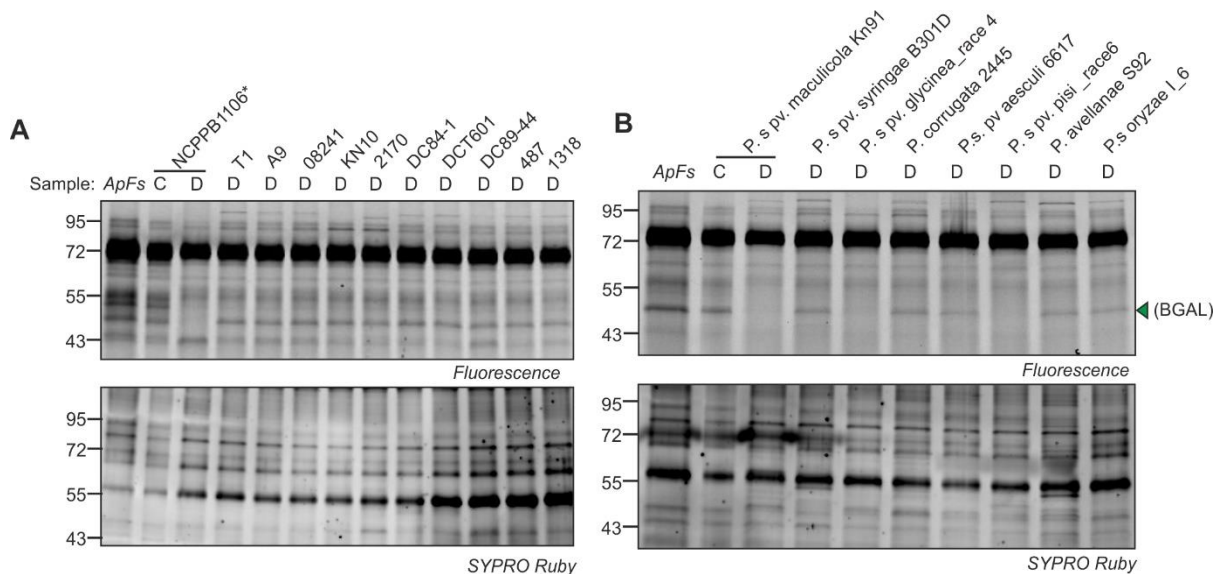 A
NCPPB1106*
T1
A9
08241
KN10
2170
DC84-1
DCT601
DC89-44
487
1318
Sample: ApFs C D D D D D D D D D D D
95
72
55
43
Fluorescence
95
72
55
43
SYPRO Ruby
B
P. s pv. maculicola Kn91
P. s pv. syringae B301D
P. s pv. glycinea_race 4
P. corrugata 2445
P.s. pv aesculi 6617
P. s pv. pisi _race6
P. avellanae S92
P.s oryzae I_6
ApFs C D D D D D D D D
95
72
55
43
(BGAL)
Fluorescence
95
72
55
43
SYPRO Ruby